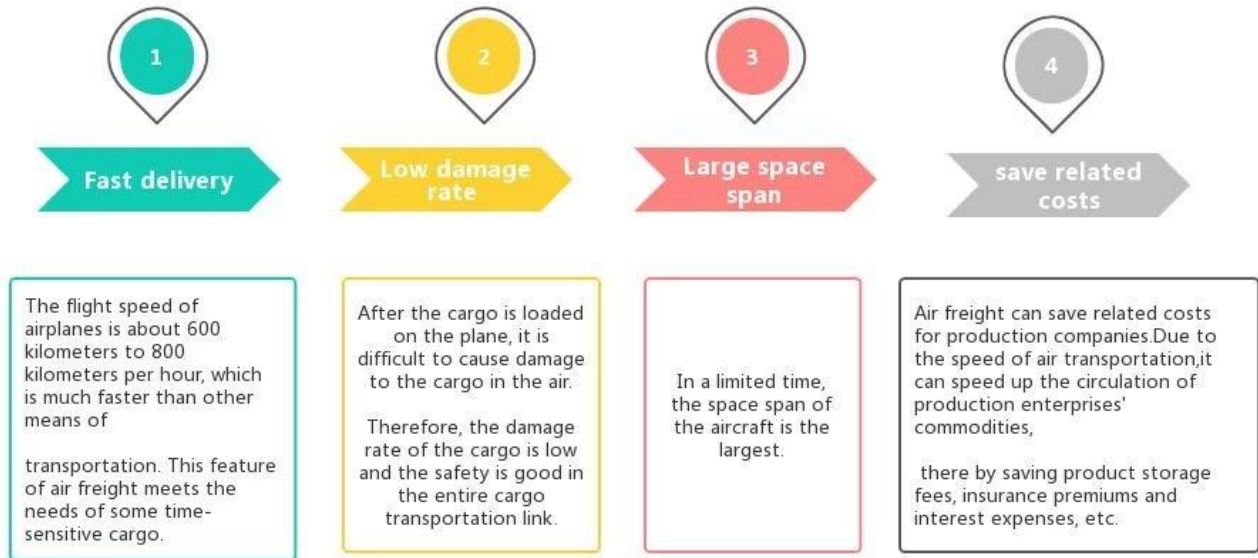 1
Fast delivery
The flight speed of
airplanes is about 600
kilometers to 800
kilometers per hour, which
is much faster than other
means of
transportation. This feature
of air freight meets the
needs of some time-
sensitive cargo.
2
Low damage
rate
After the cargo is loaded
on the plane, it is
difficult to cause damage
to the cargo in the air.
Therefore, the damage
rate of the cargo is low
and the safety is good in
the entire cargo
transportation link.
3
Large space
span
In a limited time,
the space span of
the aircraft is the
largest.
4
save related
costs
Air freight can save related costs
for production companies.Due to
the speed of air transportation,it
can speed up the circulation of
production enterprises'
commodities,
there by saving product storage
fees, insurance premiums and
interest expenses, etc.